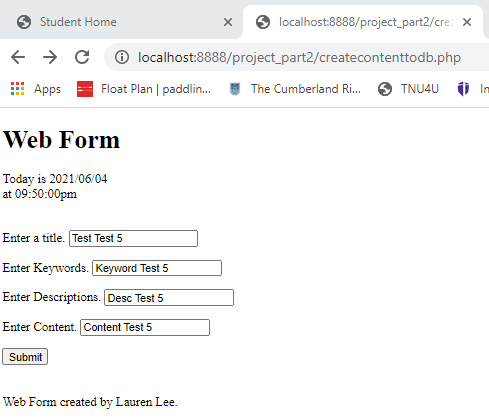 Student Home
localhost:8888/project_part2/crea
localhost:8888/project_part2/createcontenttodb.php
Apps Float Plan | paddlin... The Cumberland Ri... TNU4U In
Web Form
Today is 2021/06/04
at 09:50:00pm
Enter a title. Test Test 5
Enter Keywords. Keyword Test 5
Enter Descriptions. Desc Test 5
Enter Content. Content Test 5
Submit
Web Form created by Lauren Lee.